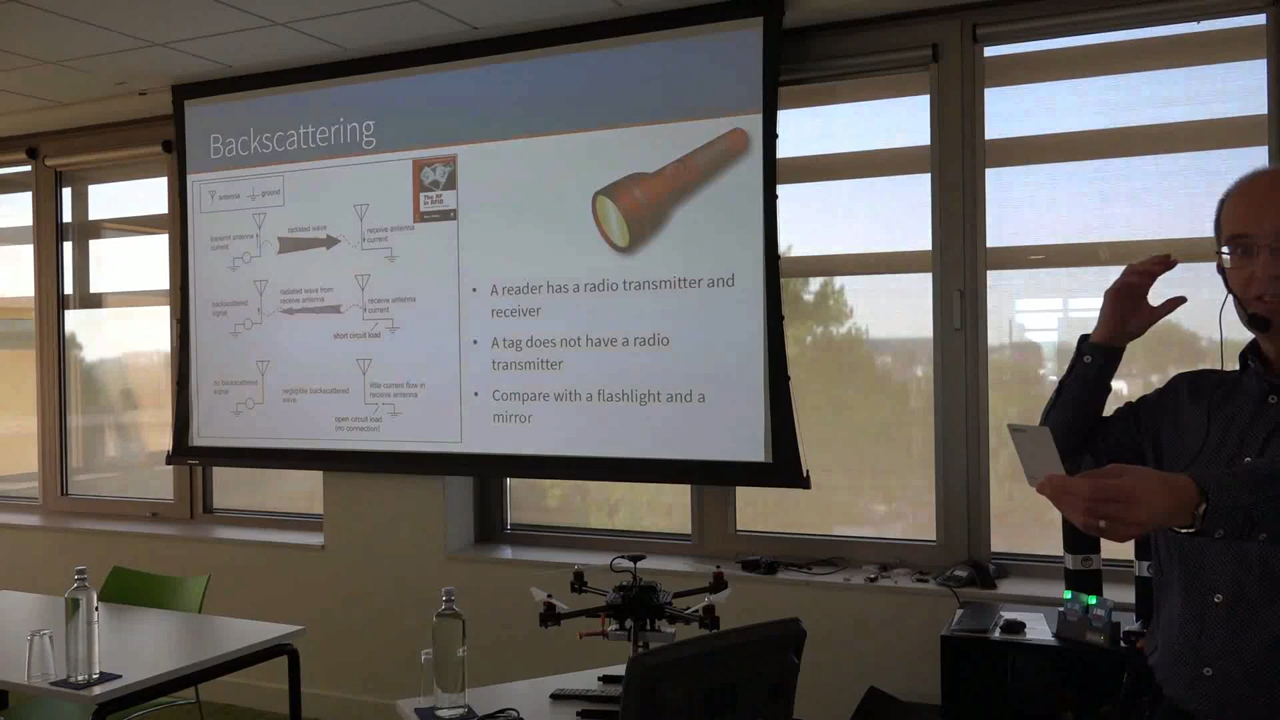 Backscattering
antenna
ground
The RF
in RFID
transmit antenna
current
radiated wave
receive antenna
current
backscattered
signal
radiated wave from
receive antenna
receive antenna
current
short circuit load
no backscattered
signal
negligible backscattered
wave
little current flow in
receive antenna
open circuit load
(no connection)
• A reader has a radio transmitter and
receiver
• A tag does not have a radio
transmitter
• Compare with a flashlight and a
mirror